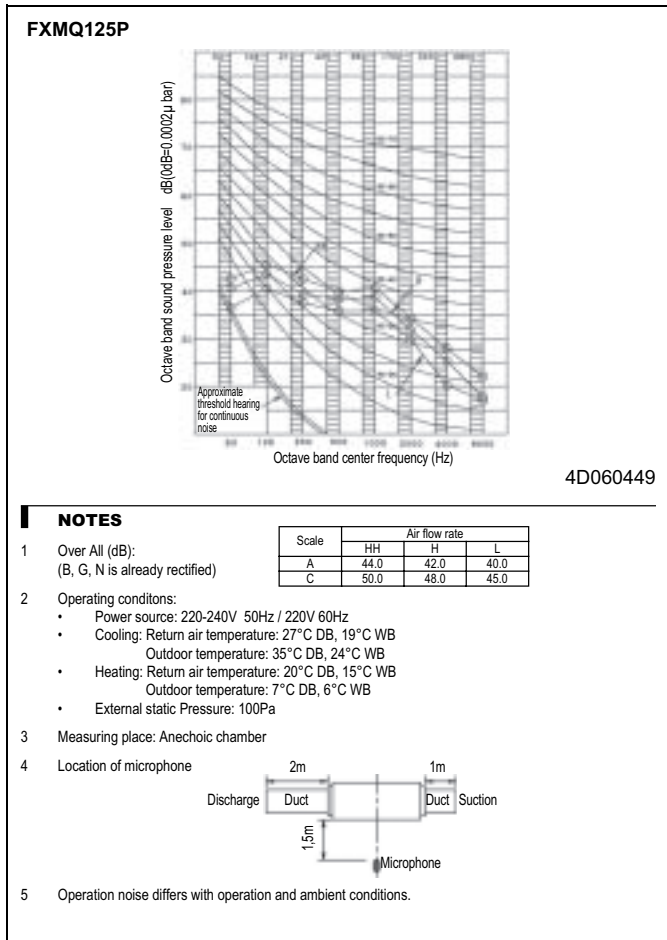 FXMQ125P
Octave band sound pressure level dB(0dB=0.0002µ bar)
Approximate
threshold hearing
for continuous
noise
Octave band center frequency (Hz)
4D060449
NOTES
1 Over All (dB):
(B, G, N is already rectified)
Scale Air flow rate
HH H L
A 44.0 42.0 40.0
C 50.0 48.0 45.0
2 Operating conditons:
• Power source: 220-240V 50Hz / 220V 60Hz
• Cooling: Return air temperature: 27°C DB, 19°C WB
Outdoor temperature: 35°C DB, 24°C WB
• Heating: Return air temperature: 20°C DB, 15°C WB
Outdoor temperature: 7°C DB, 6°C WB
• External static Pressure: 100Pa
3 Measuring place: Anechoic chamber
4 Location of microphone
2m 1m
Discharge Duct Duct Suction
1,5m
Microphone
5 Operation noise differs with operation and ambient conditions.